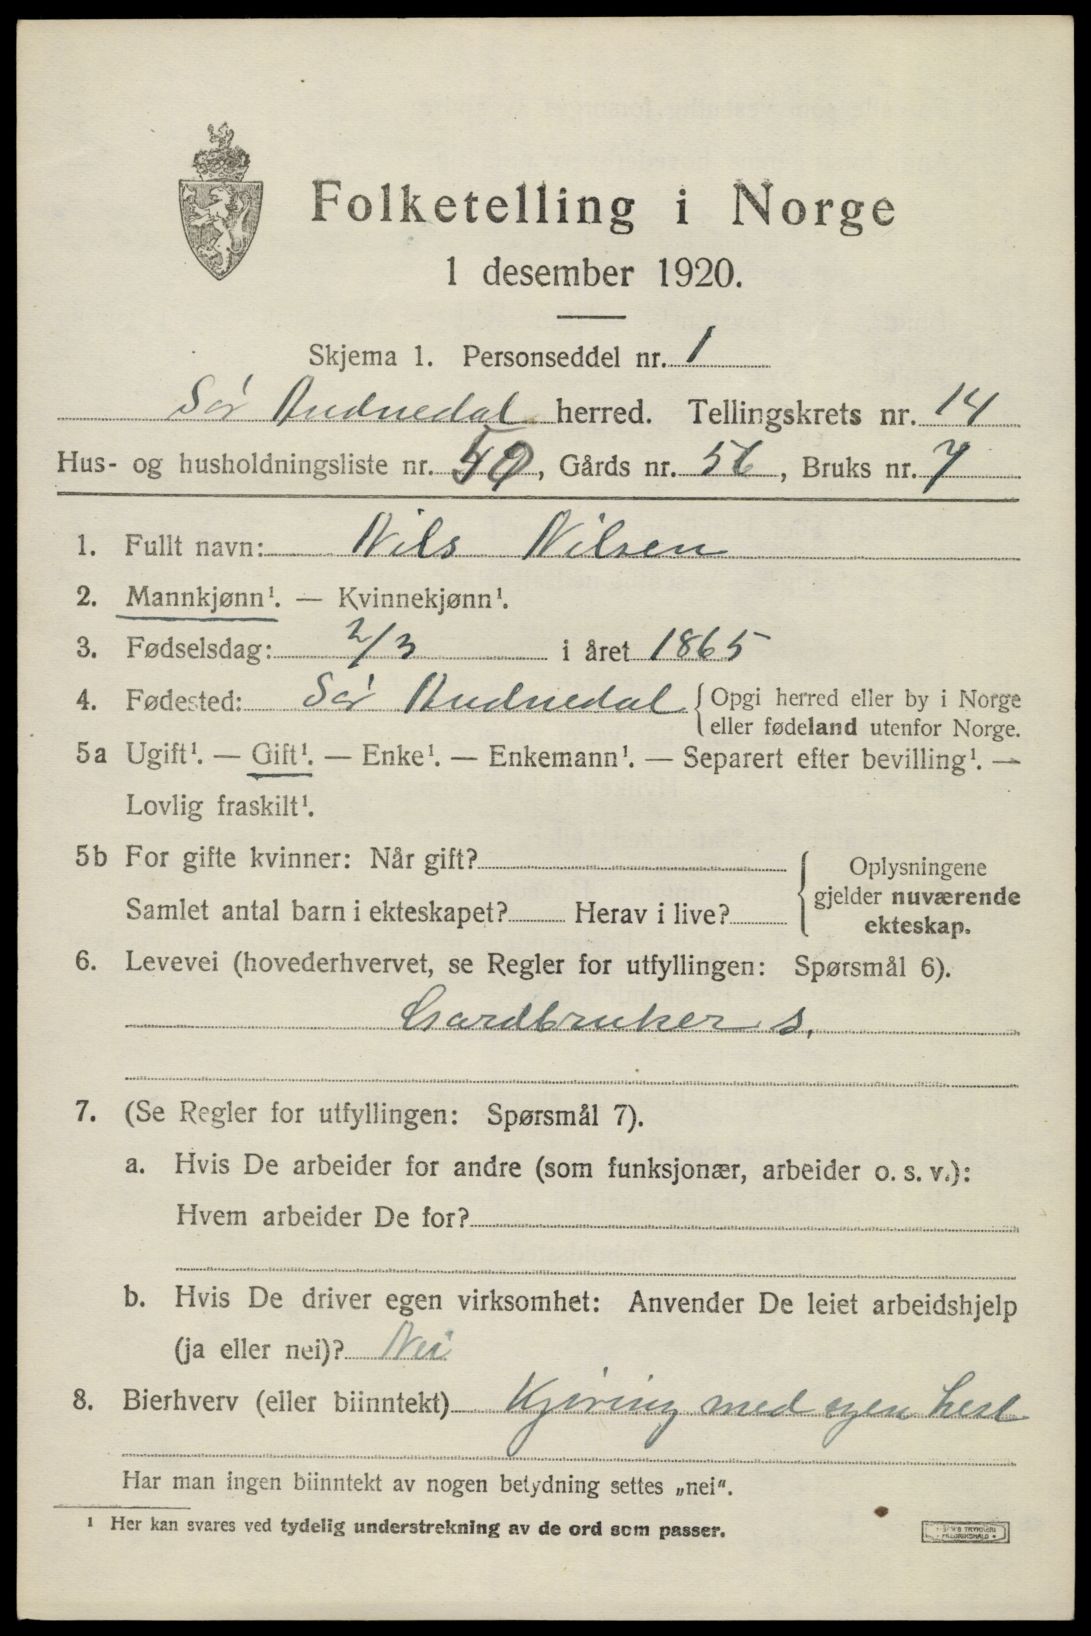 Folketelling i Norge
1 desember 1920.
Skjema 1. Personseddel nr. 1
Sør Audnedal herred. Tellingskrets nr. 14
Hus- og husholdningsliste nr. 59, Gårds nr. 56, Bruks nr. 7
1. Fullt navn: Nils Nilsen
2. Mannkjønn¹. — Kvinnekjønn¹.
3. Fødselsdag: 2/3 i året 1865
4. Fødested: Sør Audnedal { Opgi herred eller by i Norge
eller fødeland utenfor Norge.
5a Ugift¹. — Gift¹. — Enke¹. — Enkemann¹. — Separert efter bevilling¹. —
Lovlig fraskilt¹.
5b For gifte kvinner: Når gift?
Samlet antal barn i ekteskapet? Herav i live?
{ Oplysningene
gjelder nuværende
ekteskap.
6. Levevei (hovederhvervet, se Regler for utfyllingen: Spørsmål 6).
Gardbruker s.
7. (Se Regler for utfyllingen: Spørsmål 7).
a. Hvis De arbeider for andre (som funksjonær, arbeider o. s. v.):
Hvem arbeider De for?
b. Hvis De driver egen virksomhet: Anvender De leiet arbeidshjelp
(ja eller nei)? Nei
8. Bierhverv (eller biinntekt) Kjøring med egen hest
Har man ingen biinntekt av nogen betydning settes „nei".
¹ Her kan svares ved tydelig understrekning av de ord som passer.